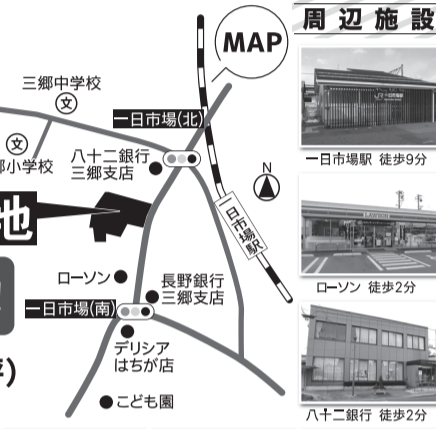 周辺施設
MAP
三郷中学校
文
一日市場(北)
文
小学校
八十二銀行
三郷支店
N
一日市場駅
地
ローソン
長野銀行
三郷支店
一日市場(南)
デリシア
はちが店
こども園
一日市場駅 徒歩9分
LAWSON
ローソン 徒歩2分
八十二銀行 徒歩2分